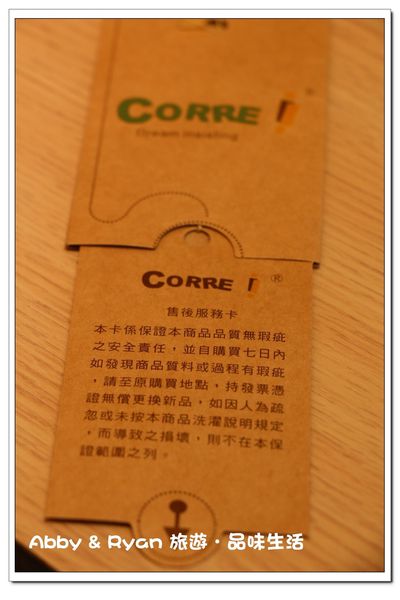 CORRE
®
CORRE ®
售後服務卡
本卡係保證本商品品質無瑕疵
之安全責任，並自購買七日內
如發現商品質料或過程有瑕疵
，請至原購買地點，持發票憑
證無償更換新品，如因人為疏
忽或未按本商品洗濯說明規定
，而導致之損壞，則不在本保
證範圍之列。
Abby & Ryan 旅遊・品味生活